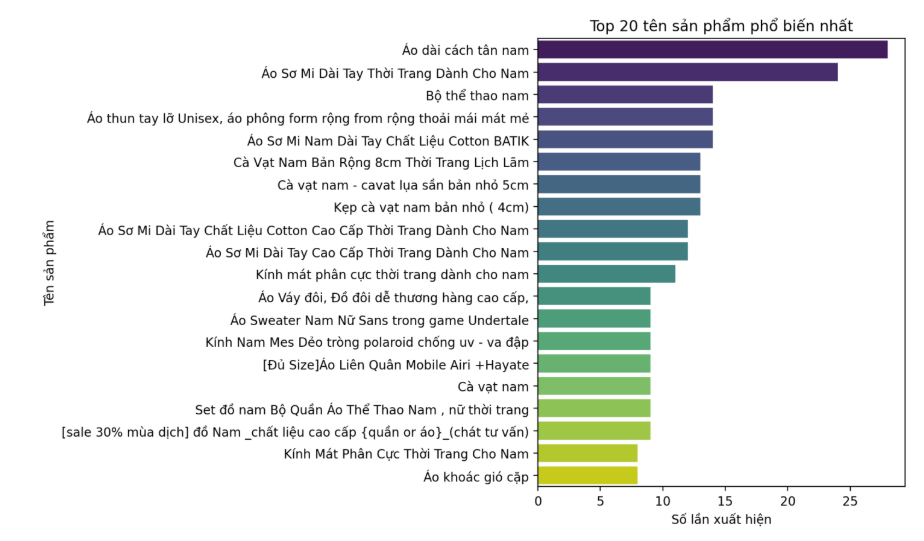 Top 20 tên sản phẩm phổ biến nhất
Áo dài cách tân nam
Áo Sơ Mi Dài Tay Thời Trang Dành Cho Nam
Bộ thể thao nam
Áo thun tay lỡ Unisex, áo phông form rộng from rộng thoải mái mát mẻ
Áo Sơ Mi Nam Dài Tay Chất Liệu Cotton BATIK
Cà Vạt Nam Bản Rộng 8cm Thời Trang Lịch Lãm
Cà vạt nam - cavat lụa sần bản nhỏ 5cm
Kẹp cà vạt nam bản nhỏ ( 4cm)
Áo Sơ Mi Dài Tay Chất Liệu Cotton Cao Cấp Thời Trang Dành Cho Nam
Áo Sơ Mi Dài Tay Cao Cấp Thời Trang Dành Cho Nam
Kính mát phân cực thời trang dành cho nam
Áo Váy đôi, Đồ đôi dễ thương hàng cao cấp,
Áo Sweater Nam Nữ Sans trong game Undertale
Kính Nam Mes Dẻo tròng polaroid chống uv - va đập
[Đủ Size]Áo Liên Quân Mobile Airi +Hayate
Cà vạt nam
Set đồ nam Bộ Quần Áo Thể Thao Nam , nữ thời trang
[sale 30% mùa dịch] đồ Nam _chất liệu cao cấp {quần or áo}_(chát tư vấn)
Kính Mát Phân Cực Thời Trang Cho Nam
Áo khoác gió cặp
Tên sản phẩm
0 5 10 15 20 25
Số lần xuất hiện